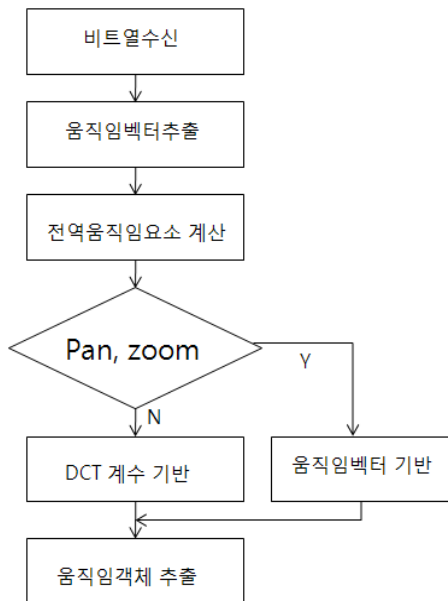 비트열수신
움직임벡터추출
전역움직임요소 계산
Pan, zoom
Y
N
DCT 계수 기반
움직임벡터 기반
움직임객체 추출